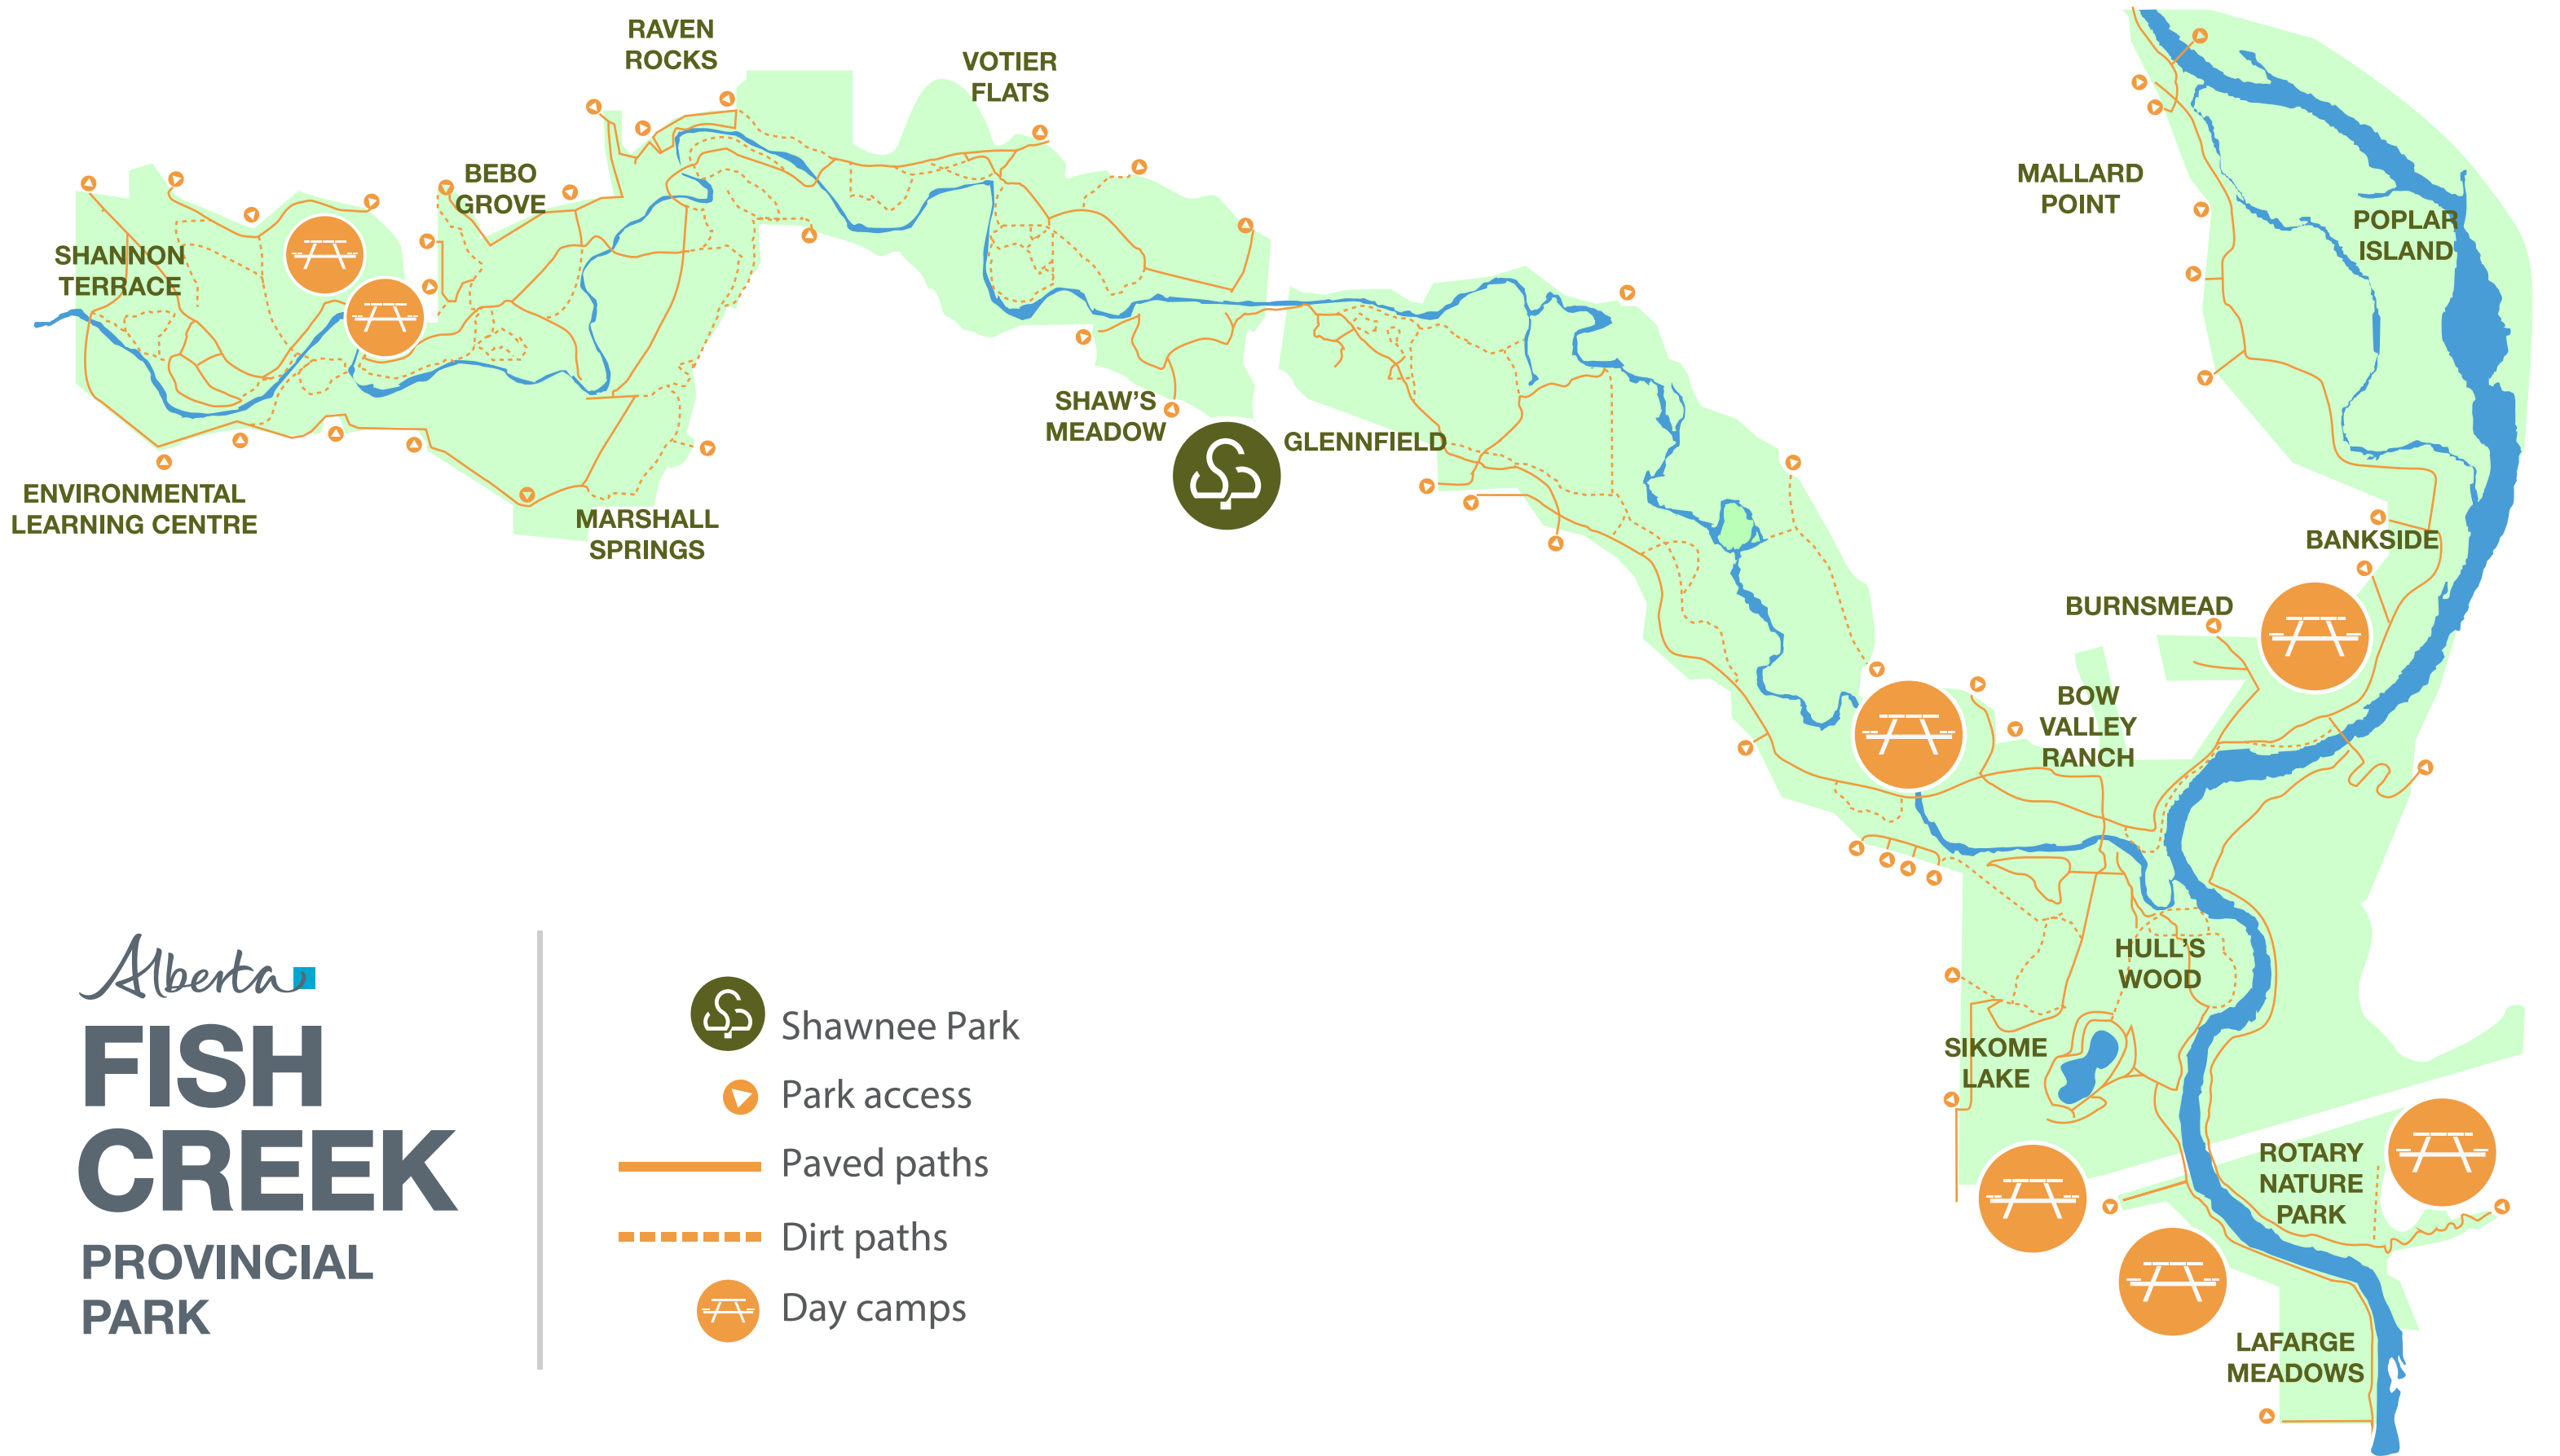 RAVEN
ROCKS
VOTIER
FLATS
BEBO
GROVE
MALLARD
POINT
POPLAR
ISLAND
SHANNON
TERRACE
SHAW'S
MEADOW
GLENNFIELD
ENVIRONMENTAL
LEARNING CENTRE
MARSHALL
SPRINGS
BANKSIDE
BURNSMEAD
BOW
VALLEY
RANCH
HULL'S
WOOD
SIKOME
LAKE
ROTARY
NATURE
PARK
LAFARGE
MEADOWS
Alberta
FISH
CREEK
PROVINCIAL
PARK
Shawnee Park
Park access
Paved paths
Dirt paths
Day camps